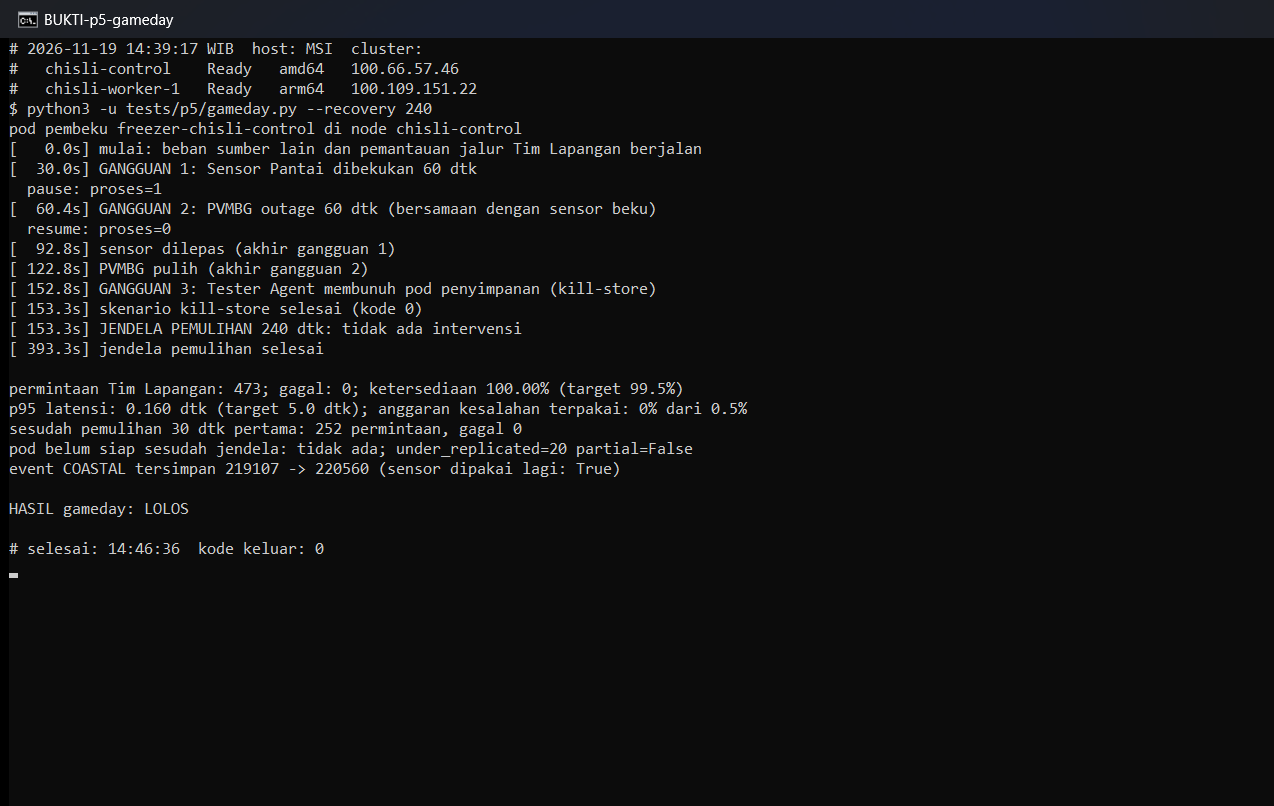 BUKTI-p5-gameday
# 2026-11-19 14:39:17 WIB  host: MSI  cluster:
#   chisli-control    Ready   amd64   100.66.57.46
#   chisli-worker-1   Ready   arm64   100.109.151.22
$ python3 -u tests/p5/gameday.py --recovery 240
pod pembeku freezer-chisli-control di node chisli-control
[   0.0s] mulai: beban sumber lain dan pemantauan jalur Tim Lapangan berjalan
[  30.0s] GANGGUAN 1: Sensor Pantai dibekukan 60 dtk
  pause: proses=1
[  60.4s] GANGGUAN 2: PVMBG outage 60 dtk (bersamaan dengan sensor beku)
  resume: proses=0
[  92.8s] sensor dilepas (akhir gangguan 1)
[ 122.8s] PVMBG pulih (akhir gangguan 2)
[ 152.8s] GANGGUAN 3: Tester Agent membunuh pod penyimpanan (kill-store)
[ 153.3s] skenario kill-store selesai (kode 0)
[ 153.3s] JENDELA PEMULIHAN 240 dtk: tidak ada intervensi
[ 393.3s] jendela pemulihan selesai

permintaan Tim Lapangan: 473; gagal: 0; ketersediaan 100.00% (target 99.5%)
p95 latensi: 0.160 dtk (target 5.0 dtk); anggaran kesalahan terpakai: 0% dari 0.5%
sesudah pemulihan 30 dtk pertama: 252 permintaan, gagal 0
pod belum siap sesudah jendela: tidak ada; under_replicated=20 partial=False
event COASTAL tersimpan 219107 -> 220560 (sensor dipakai lagi: True)

HASIL gameday: LOLOS

# selesai: 14:46:36  kode keluar: 0